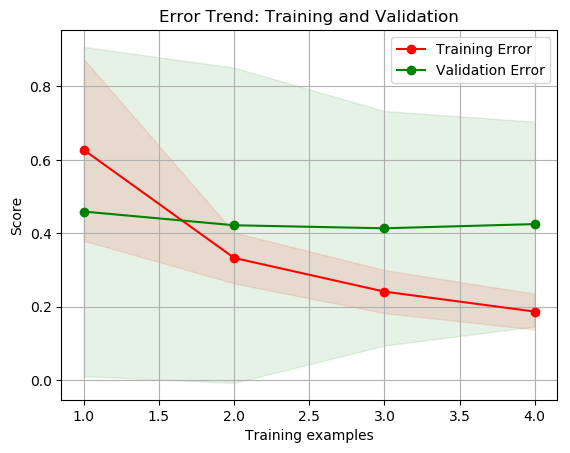 Error Trend: Training and Validation
Training Error
Validation Error
Score
0.8
0.6
0.4
0.2
0.0
1.0 1.5 2.0 2.5 3.0 3.5 4.0
Training examples